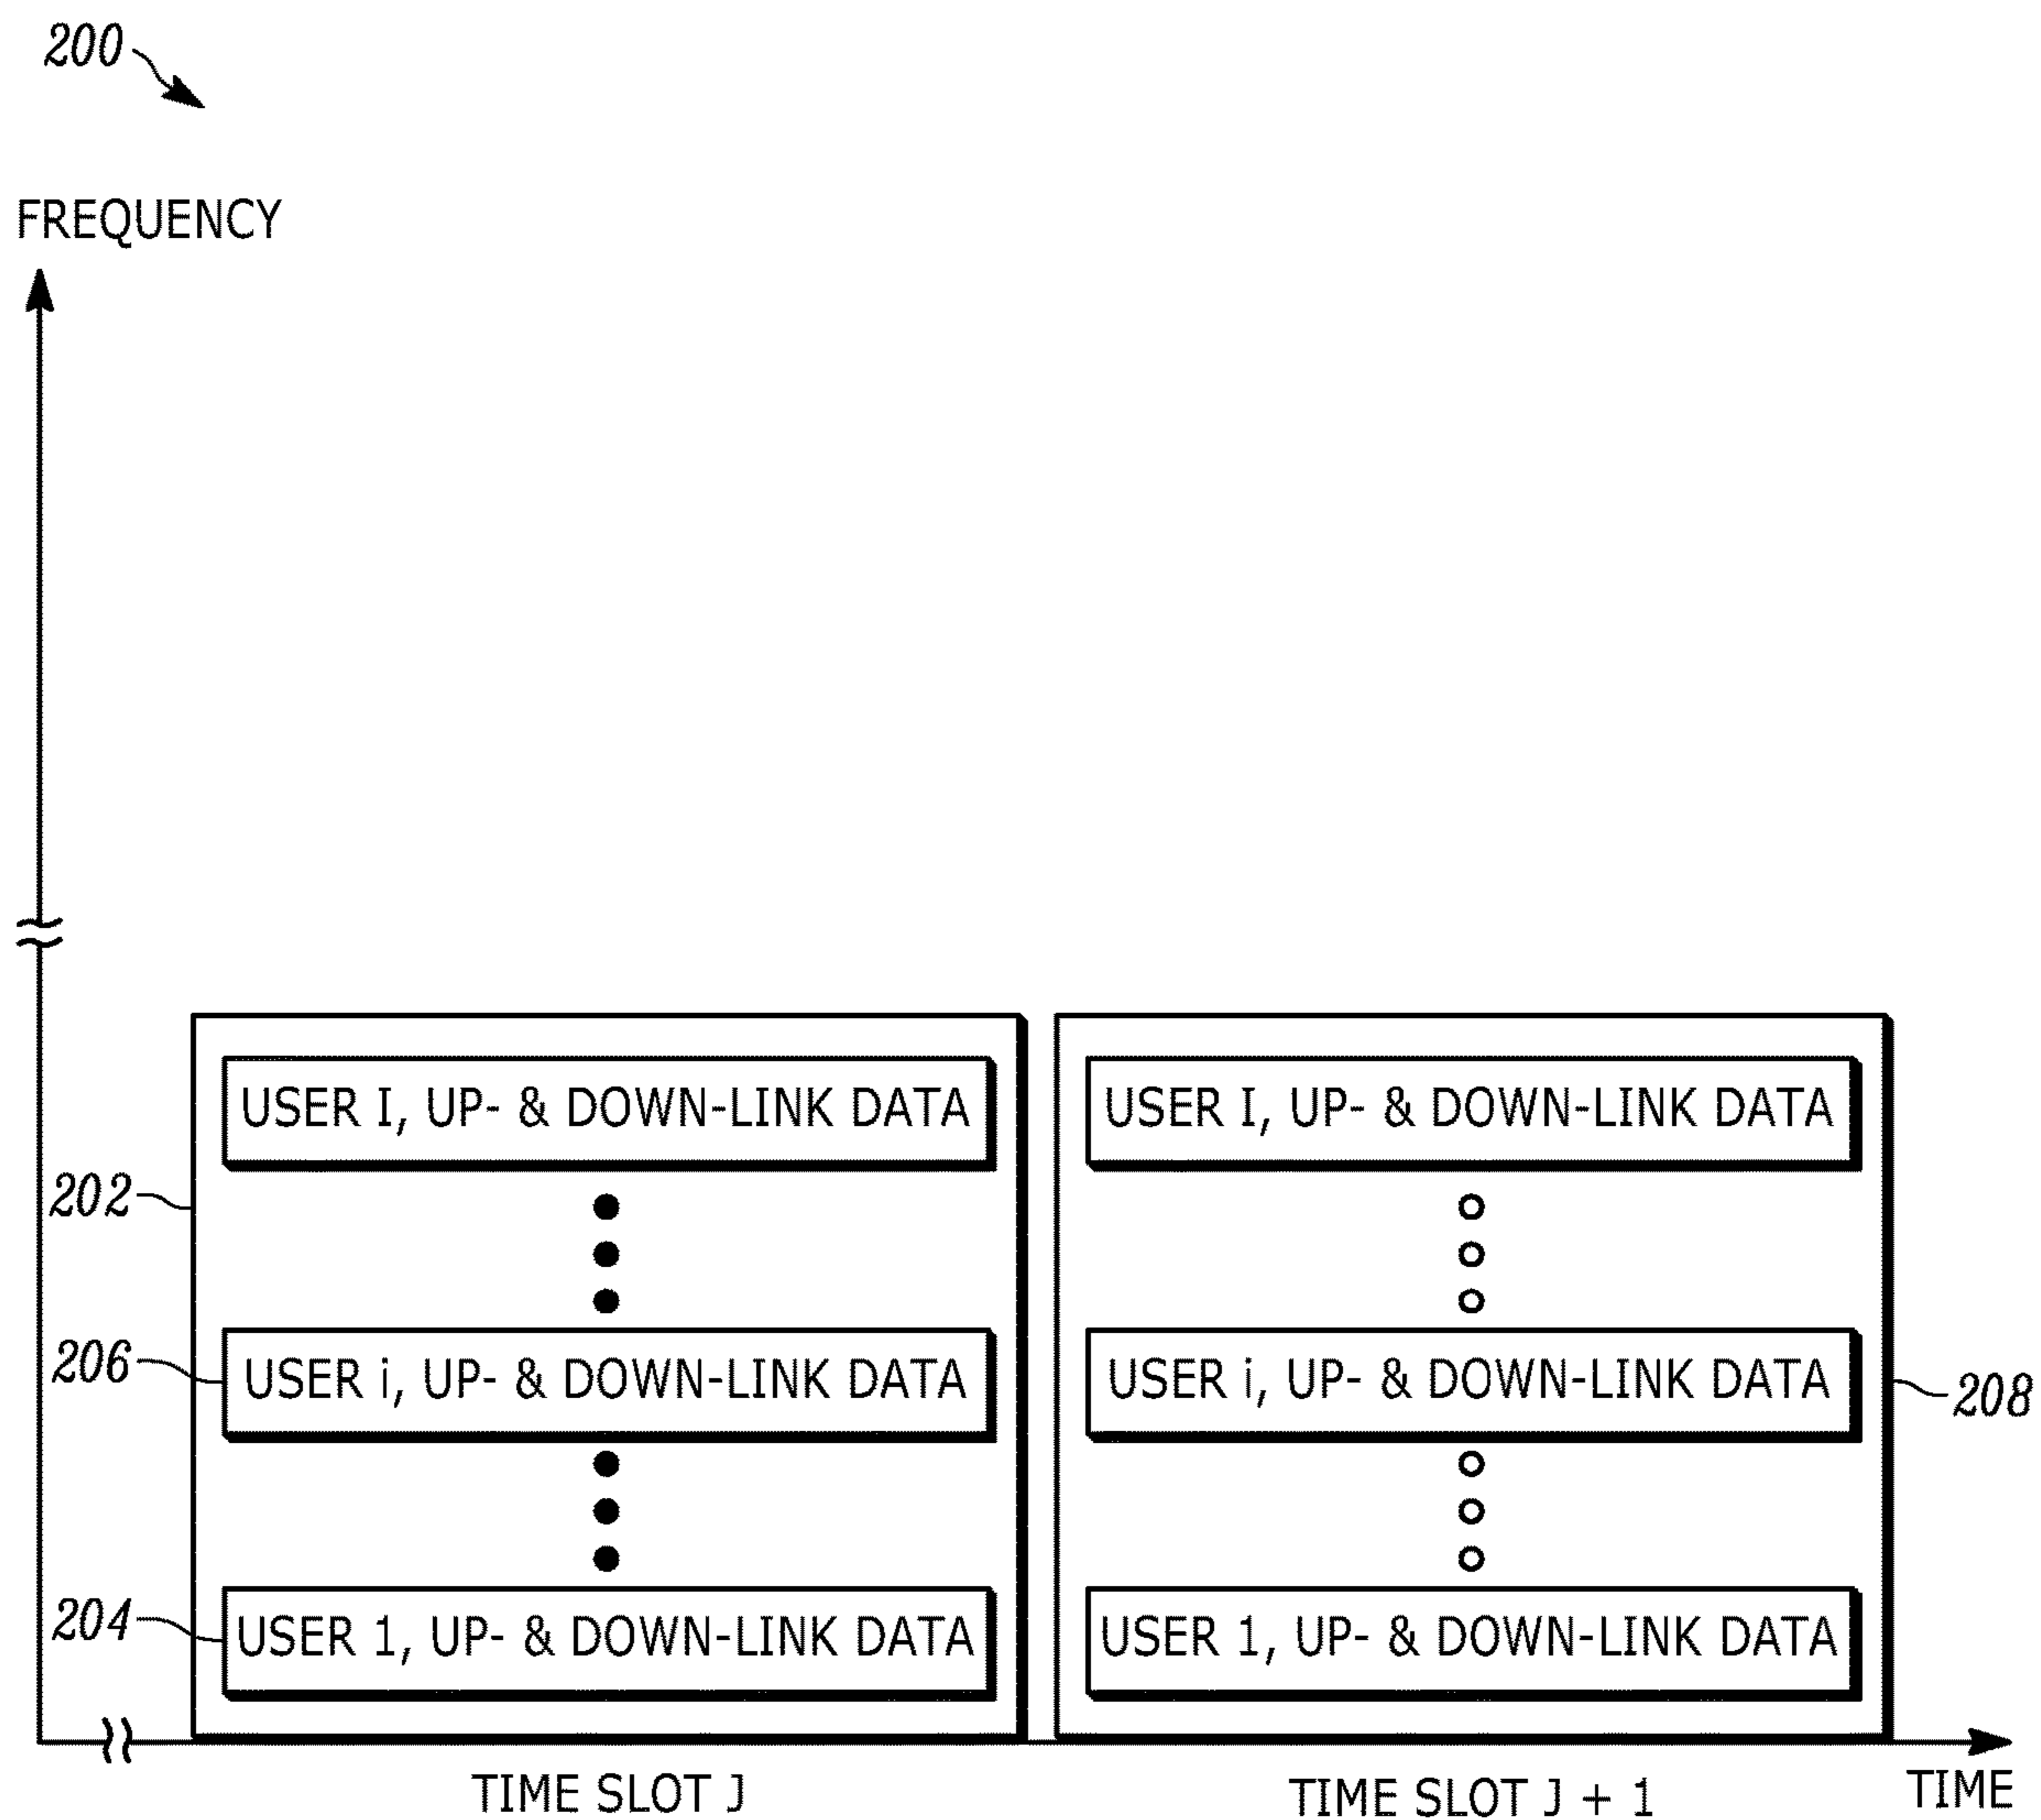 200
FREQUENCY
USER I, UP- & DOWN-LINK DATA
USER I, UP- & DOWN-LINK DATA
202
206
USER i, UP- & DOWN-LINK DATA
USER i, UP- & DOWN-LINK DATA
208
204
USER 1, UP- & DOWN-LINK DATA
USER 1, UP- & DOWN-LINK DATA
TIME SLOT J
TIME SLOT J + 1
TIME